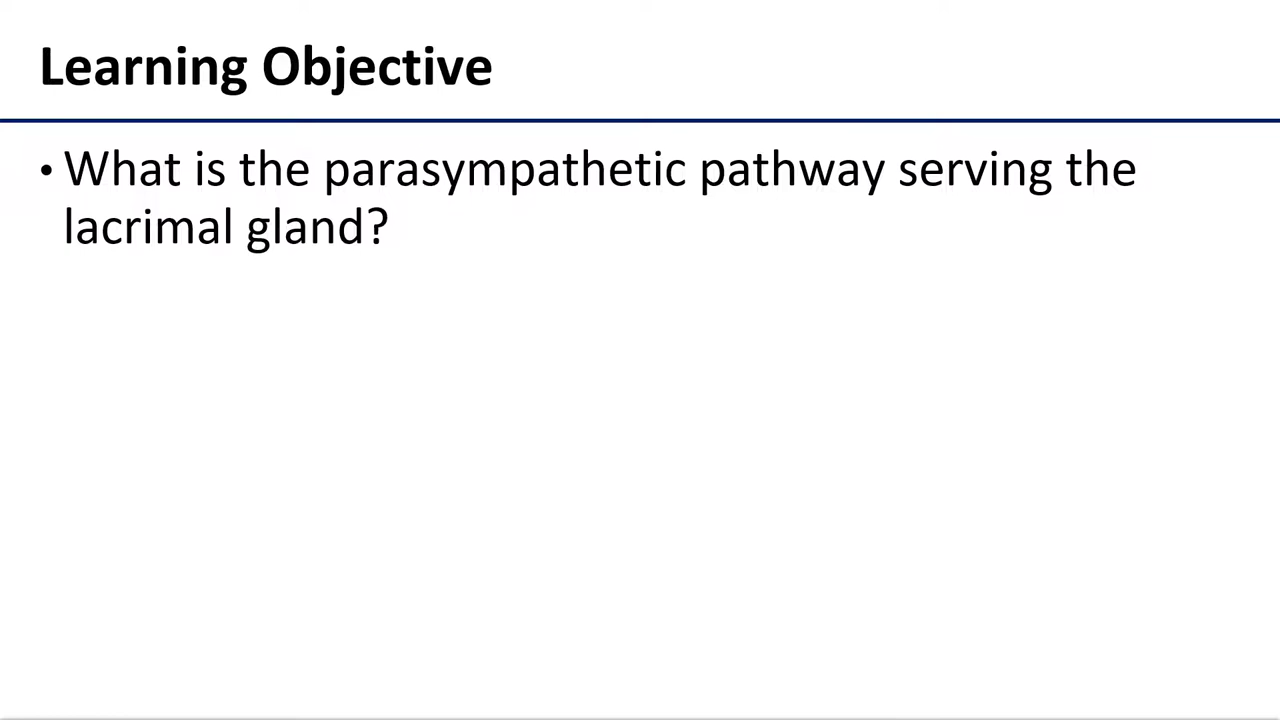 Learning Objective
• What is the parasympathetic pathway serving the
lacrimal gland?